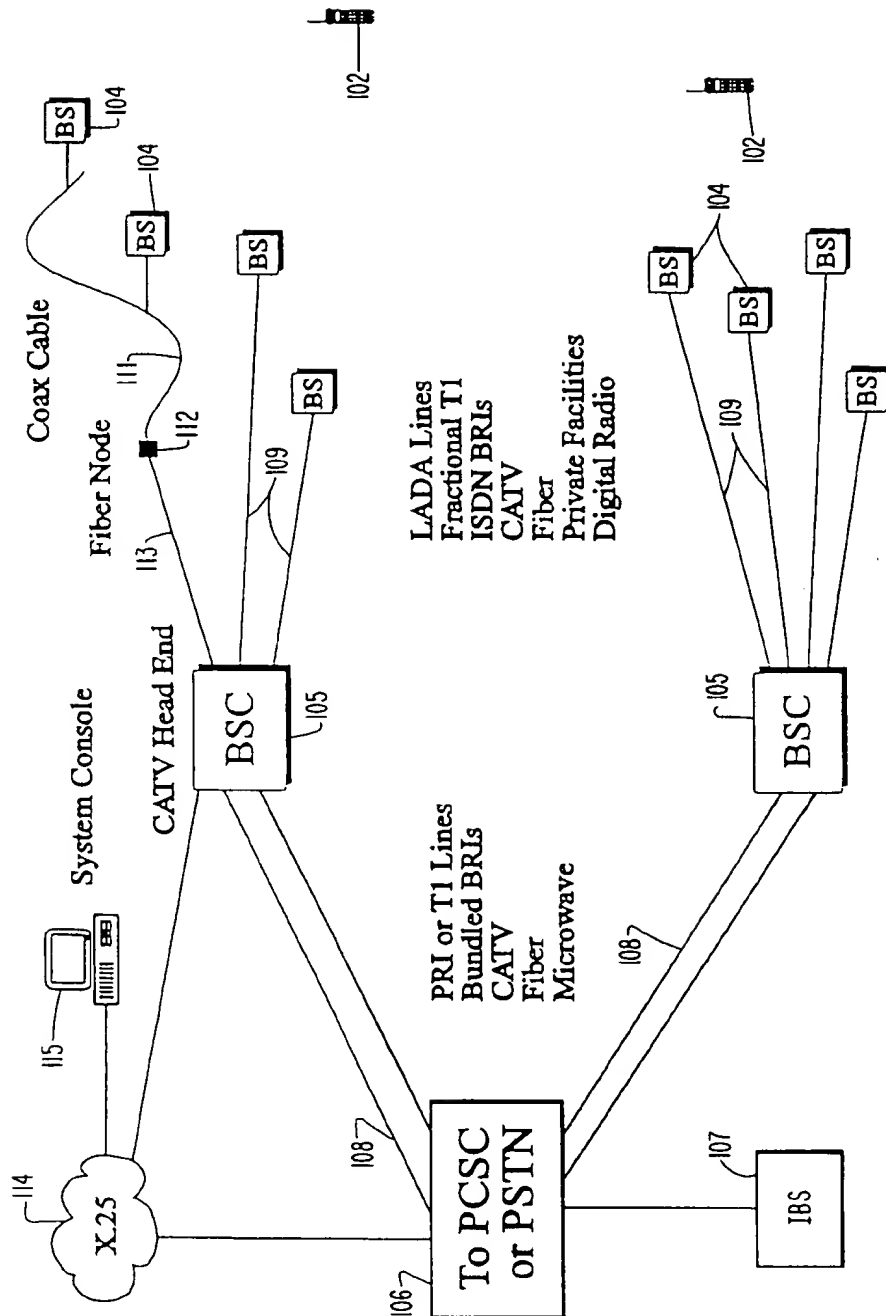 114
X.25
115
System Console
CATV Head End
BSC
105
113
Fiber Node
112
111
Coax Cable
BS
104
BS
104
BS
BS
109
102
106
To PCSC
or PSTN
108
PRI or T1 Lines
Bundled BRIs
CATV
Fiber
Microwave
LADA Lines
Fractional T1
ISDN BRIs
CATV
Fiber
Private Facilities
Digital Radio
108
107
IBS
105
BSC
109
BS
BS
104
BS
BS
102